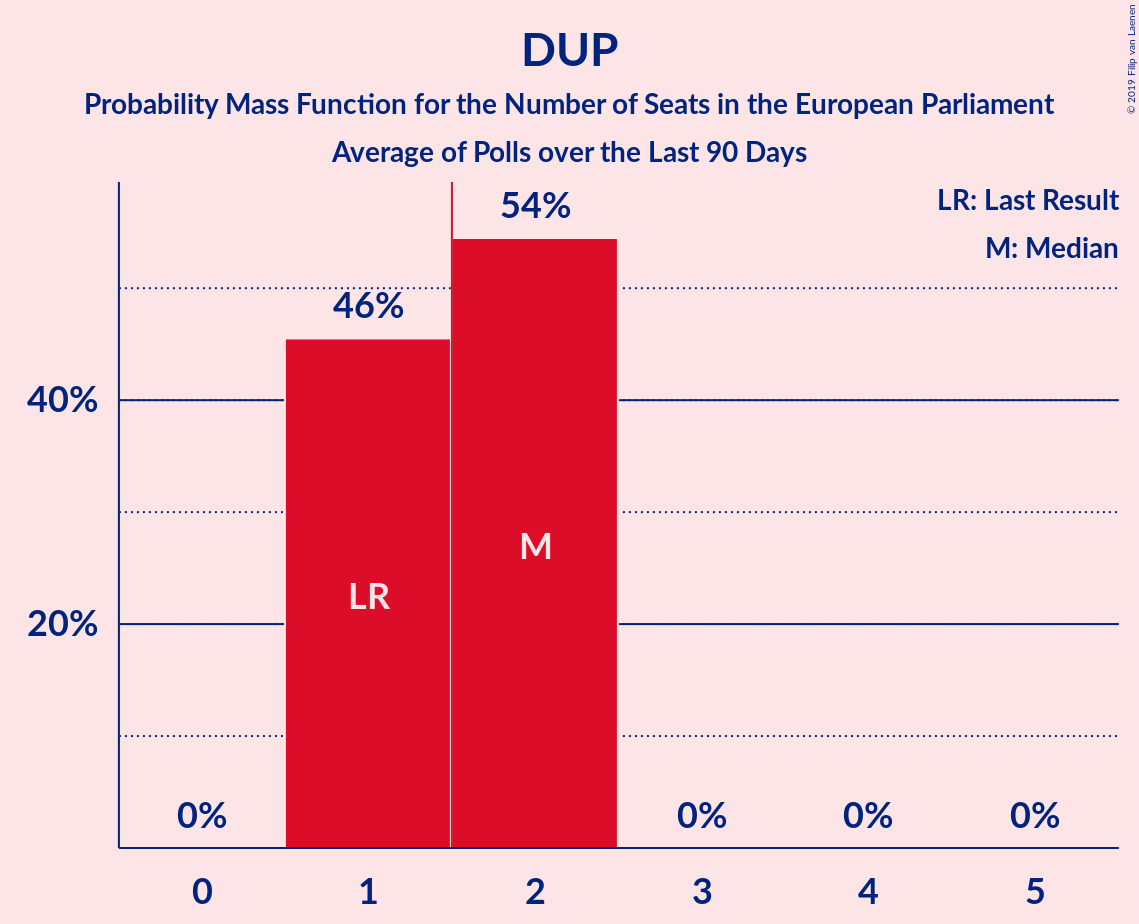 DUP
Probability Mass Function for the Number of Seats in the European Parliament
Average of Polls over the Last 90 Days
© 2019 Filip van Laenen
LR: Last Result
M: Median
54%
46%
40%
20%
LR
M
0%
0%
0%
0%
0
1
2
3
4
5